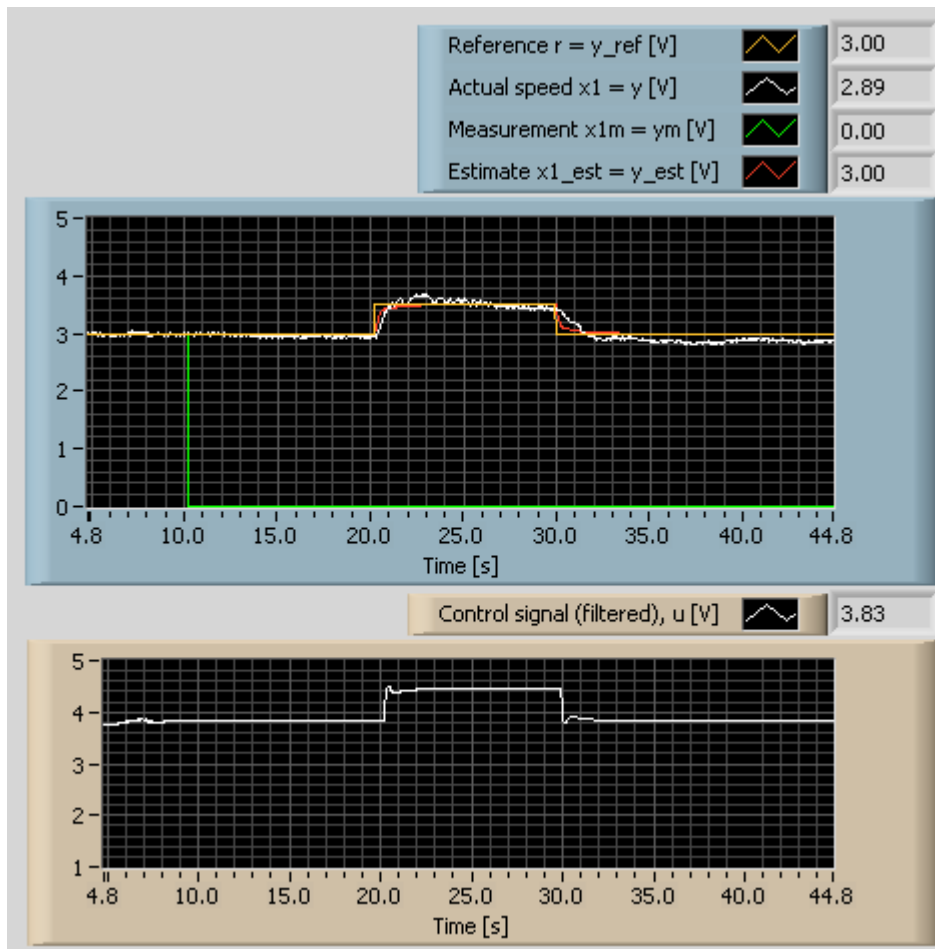 Reference r = y_ref [V] 3.00
Actual speed x1 = y [V] 2.89
Measurement x1m = ym [V] 0.00
Estimate x1_est = y_est [V] 3.00
5
4
3
2
1
0
4.8 10.0 15.0 20.0 25.0 30.0 35.0 40.0 44.8
Time [s]
Control signal (filtered), u [V] 3.83
5
4
3
2
1
4.8 10.0 15.0 20.0 25.0 30.0 35.0 40.0 44.8
Time [s]